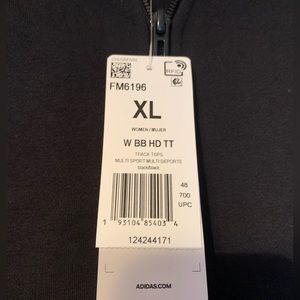 RFID
FM6196
XL
WOMEN / MUJER
W BB HD TT
TRACK TOPS
MULTI SPORT MULTI DEPORTE
black/black
48
700
UPC
1 93104 85403 4
124244171
ADIDAS.COM